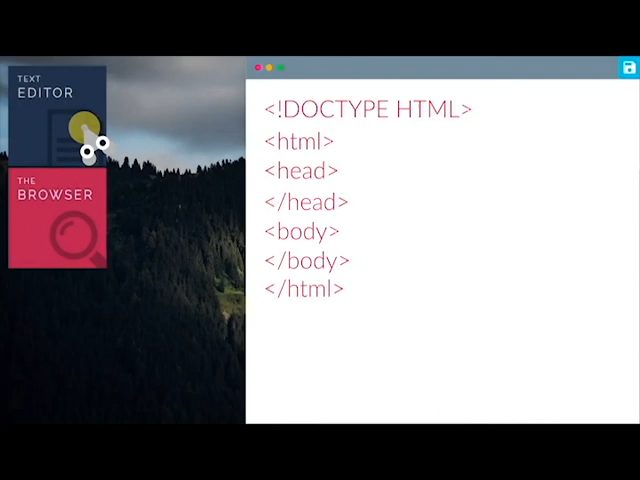 TEXT
EDITOR
THE
BROWSER
<!DOCTYPE HTML>
<html>
<head>
</head>
<body>
</body>
</html>